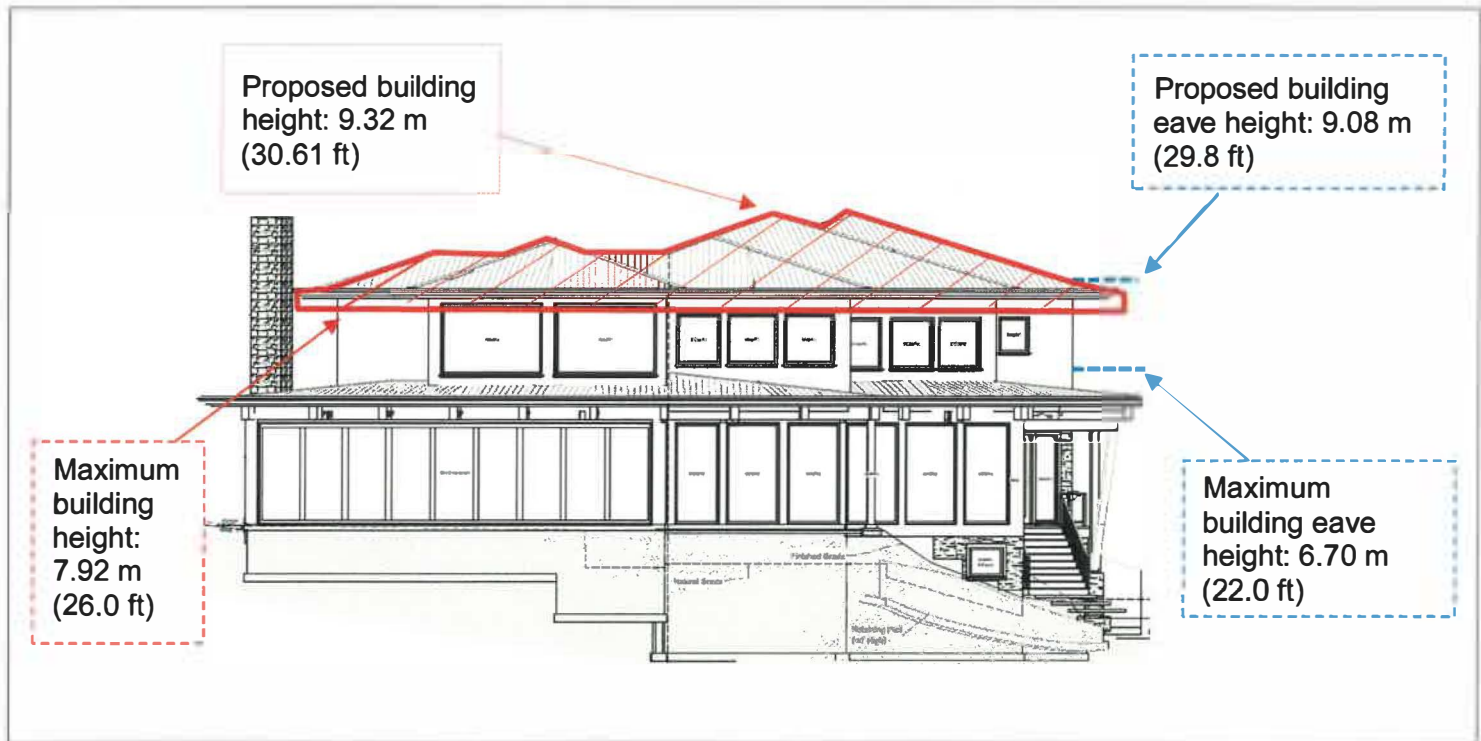 Proposed building
height: 9.32 m
(30.61 ft)
Proposed building
eave height: 9.08 m
(29.8 ft)
Maximum
building
height:
7.92 m
(26.0 ft)
Maximum
building eave
height: 6.70 m
(22.0 ft)
Finished Grade
Natural Grade
Retaining Wall